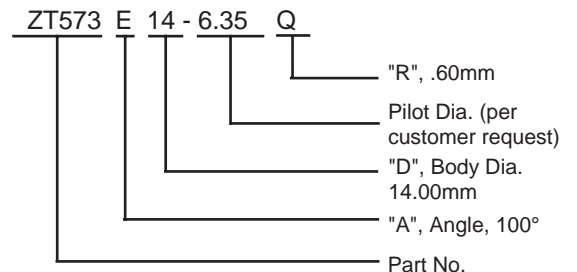 ZT573 E 14 - 6.35 Q
"R", .60mm
Pilot Dia. (per
customer request)
"D", Body Dia.
14.00mm
"A", Angle, 100°
Part No.